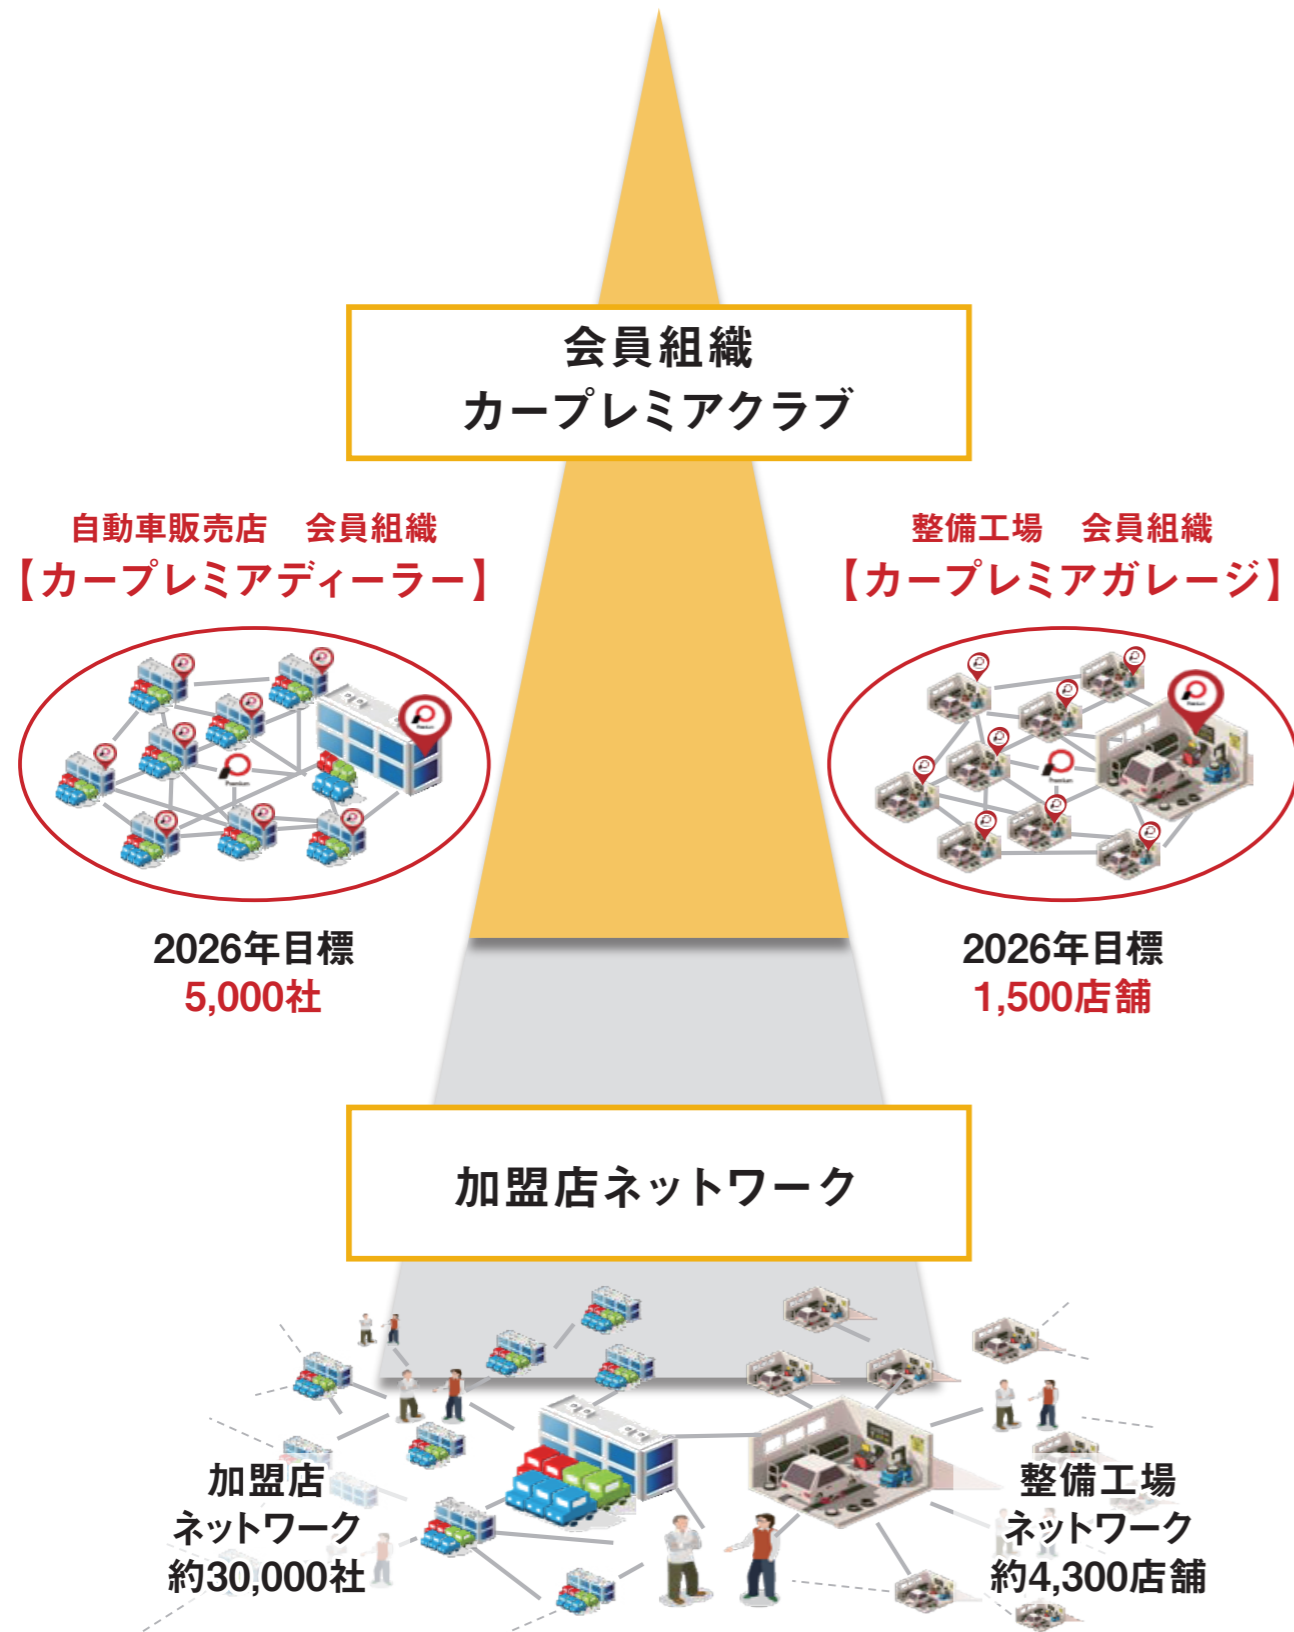 会員組織
カープレミアクラブ
自動車販売店　会員組織
【カープレミアディーラー】
整備工場　会員組織
【カープレミアガレージ】
Premium
Premium
Premium
Premium
2026年目標
5,000社
2026年目標
1,500店舗
加盟店ネットワーク
加盟店
ネットワーク
約30,000社
整備工場
ネットワーク
約4,300店舗